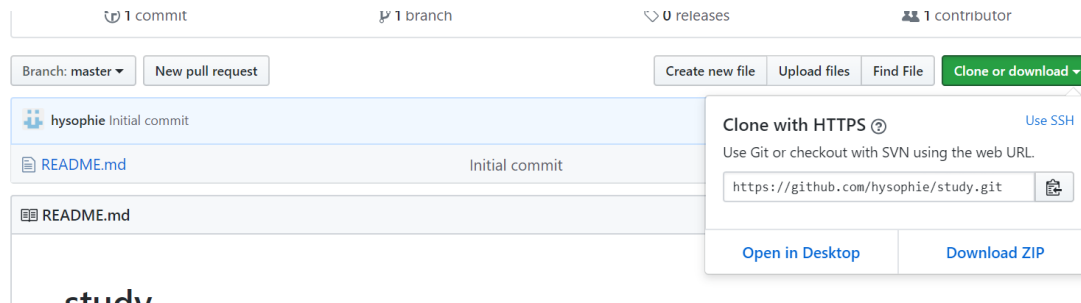 1 commit
1 branch
0 releases
1 contributor
Branch: master
New pull request
Create new file
Upload files
Find File
Clone or download
hysophie Initial commit
Clone with HTTPS
Use SSH
Use Git or checkout with SVN using the web URL.
https://github.com/hysophie/study.git
README.md
Initial commit
README.md
Open in Desktop
Download ZIP
study